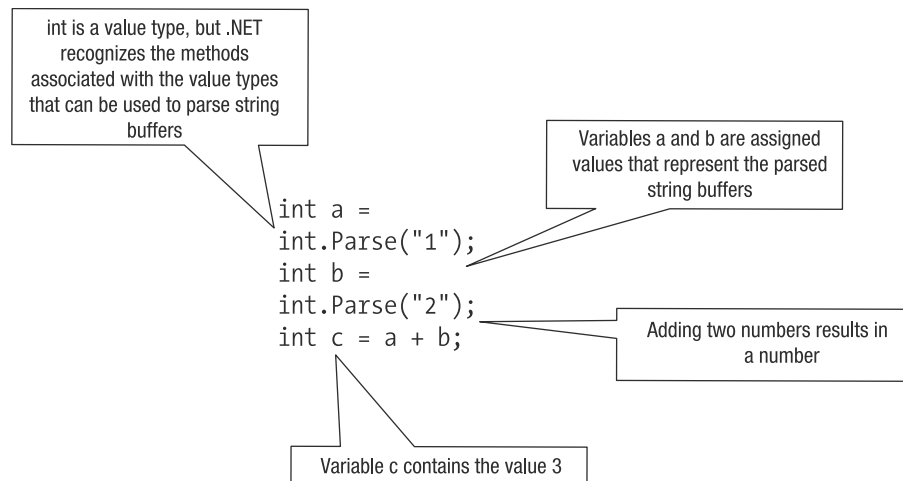 int is a value type, but .NET
recognizes the methods
associated with the value types
that can be used to parse string
buffers
Variables a and b are assigned
values that represent the parsed
string buffers
int a =
int.Parse("1");
int b =
int.Parse("2");
int c = a + b;
Adding two numbers results in
a number
Variable c contains the value 3